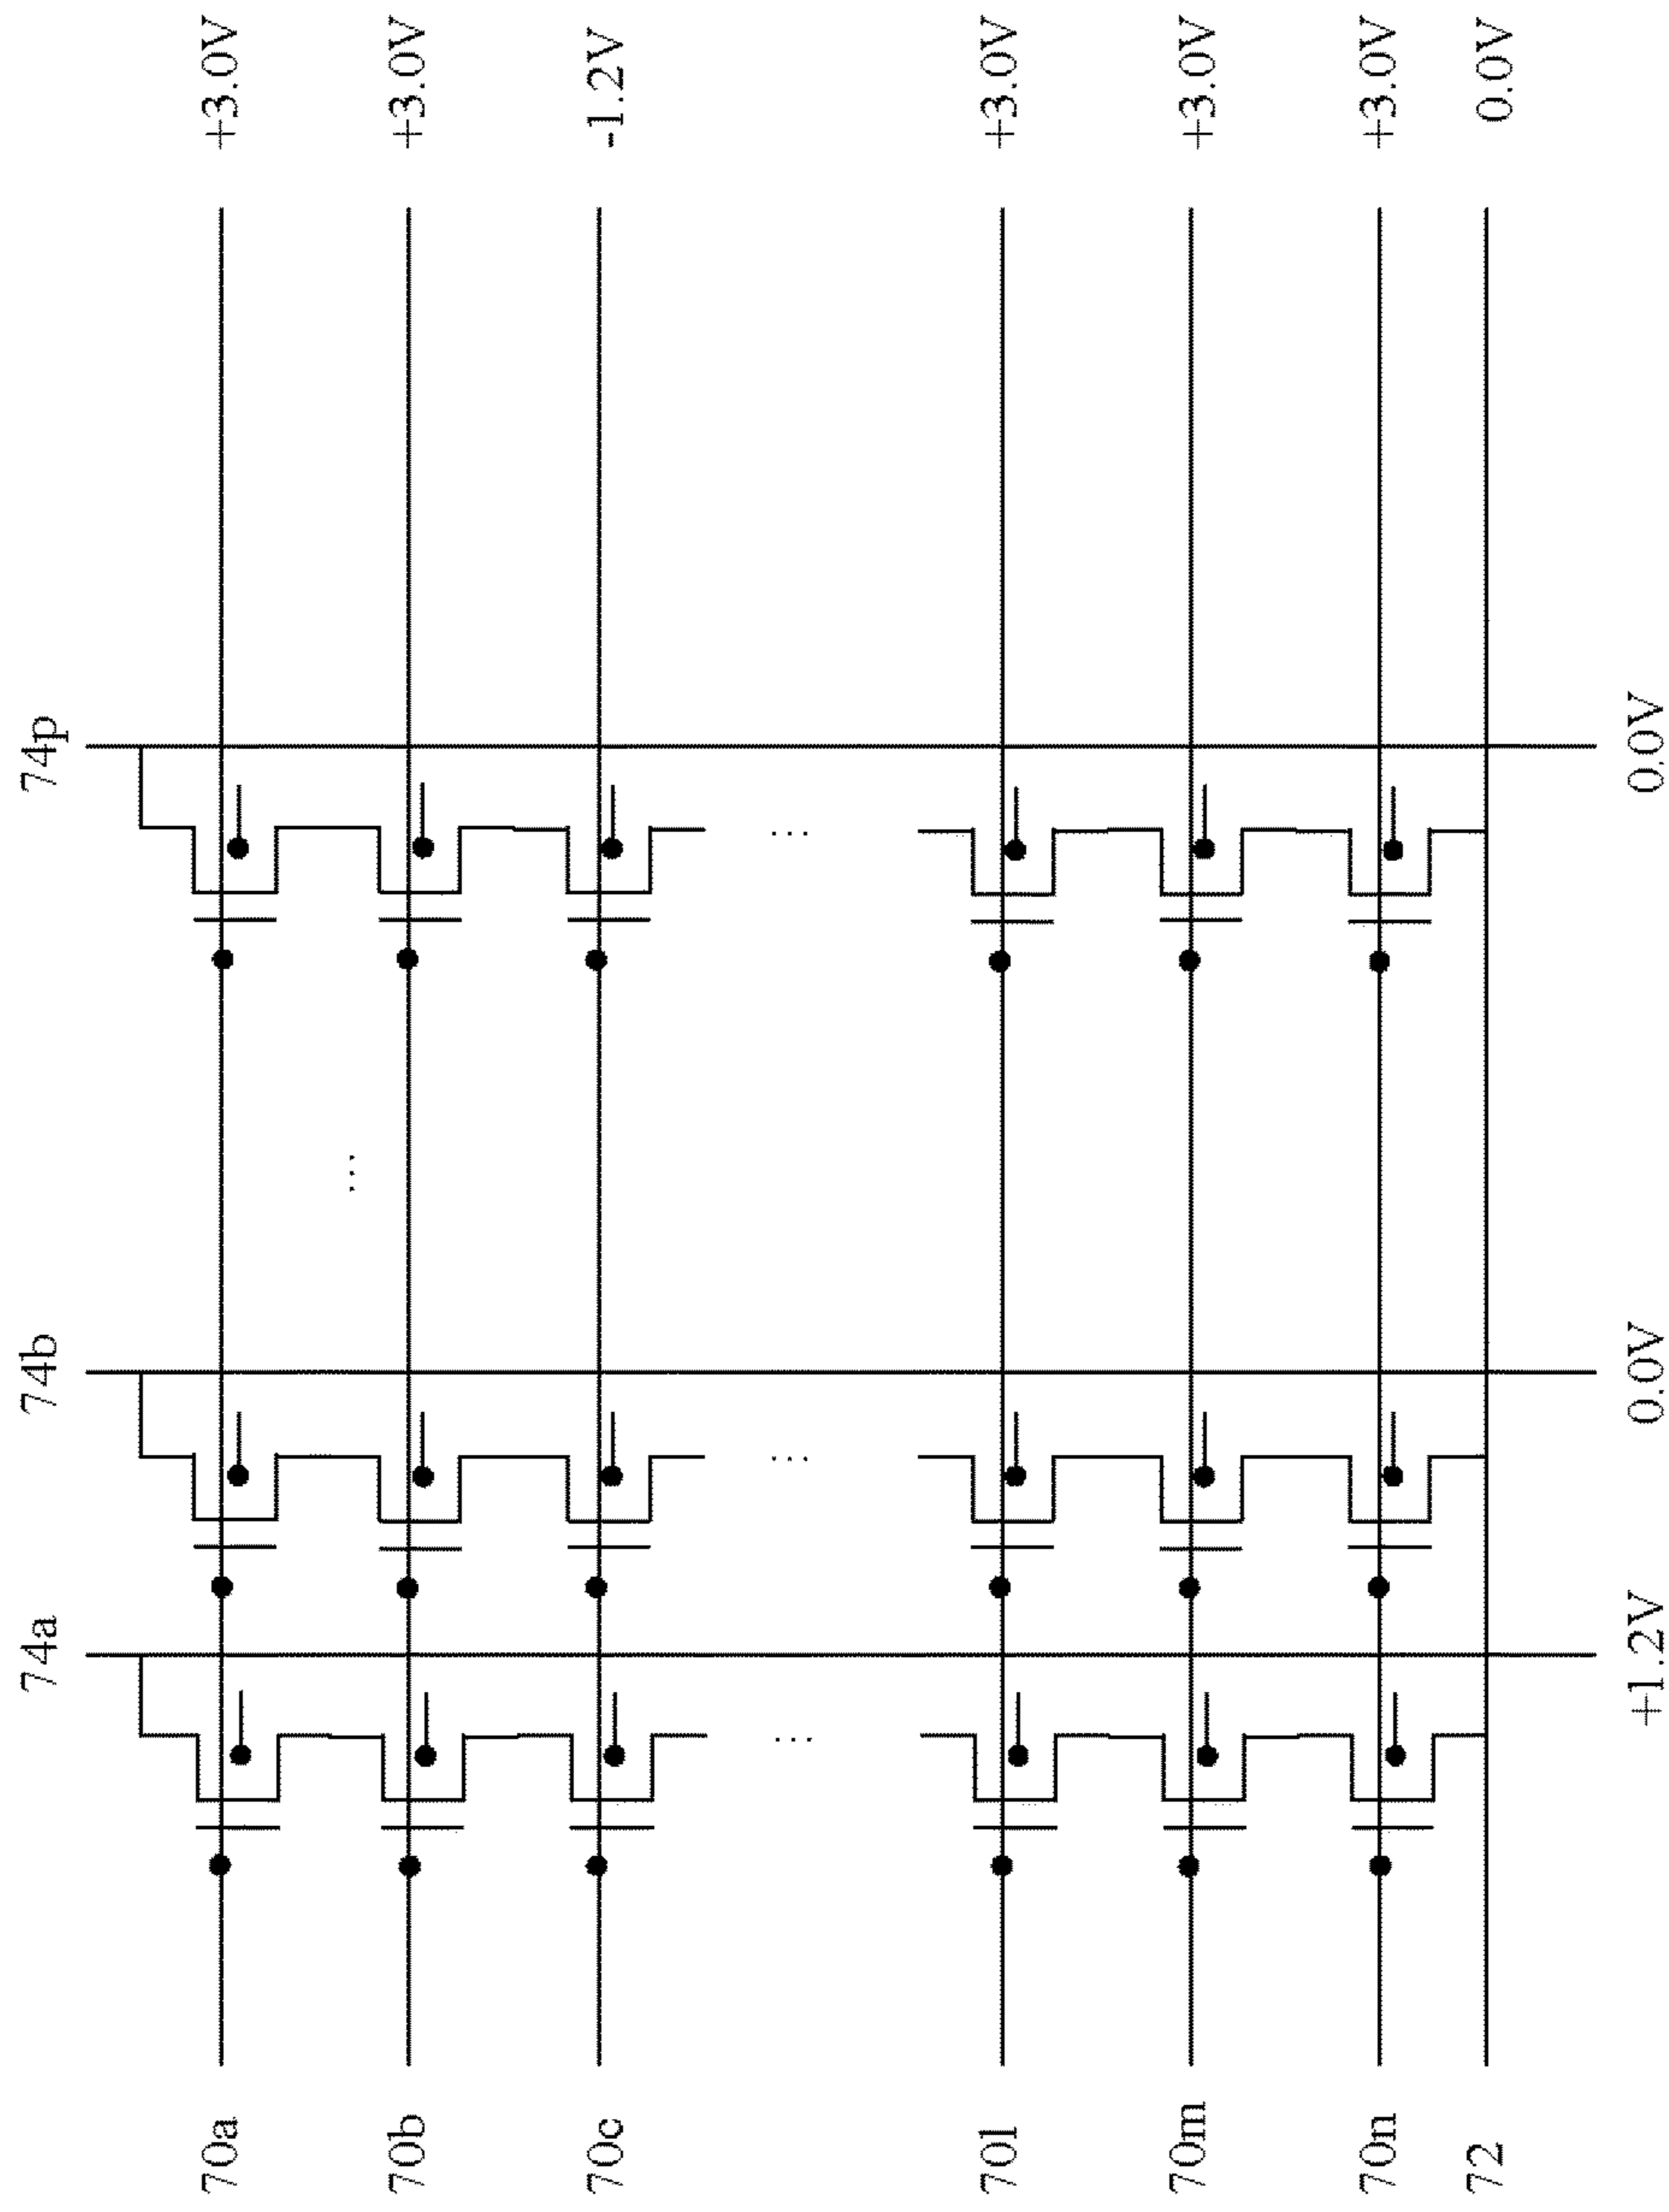 74a 74b 74p
70a +3.0V
...
70b +3.0V
70c -1.2V
... ... ...
70l +3.0V
70m +3.0V
70n +3.0V
72 0.0V
+1.2V 0.0V 0.0V